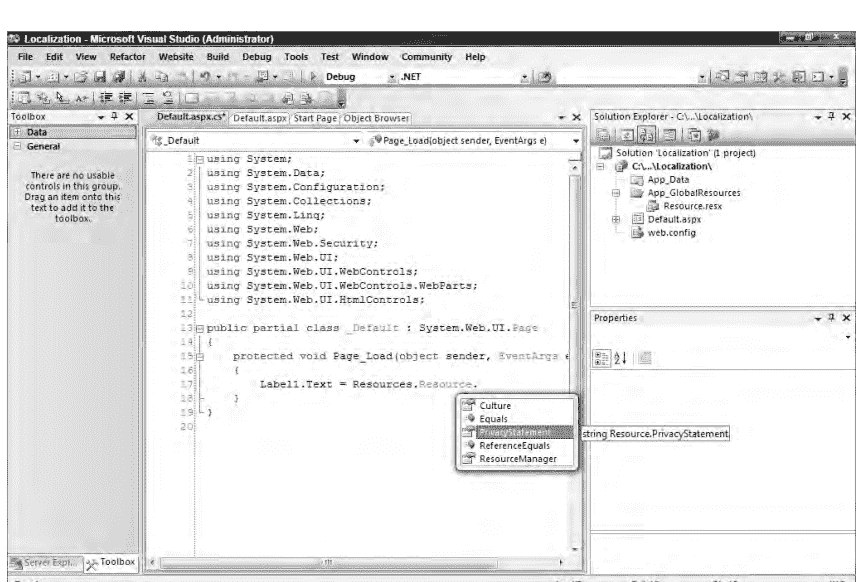 Localization - Microsoft Visual Studio (Administrator)
File Edit View Refactor Website Build Debug Tools Test Window Community Help
Debug .NET
Toolbox
Data
General
There are no usable
controls in this group.
Drag an item onto this
text to add it to the
toolbox.
Server Expl... Toolbox
Default.aspx.cs* Default.aspx Start Page Object Browser
_Default Page_Load(object sender, EventArgs e)
1 using System;
2 using System.Data;
3 using System.Configuration;
4 using System.Collections;
5 using System.Linq;
6 using System.Web;
7 using System.Web.Security;
8 using System.Web.UI;
9 using System.Web.UI.WebControls;
10 using System.Web.UI.WebControls.WebParts;
11 using System.Web.UI.HtmlControls;
12
13 public partial class _Default : System.Web.UI.Page
14 {
15 protected void Page_Load(object sender, EventArgs e
16 {
17 Label1.Text = Resources.Resource.
18 }
19 }
20
Culture
Equals
PrivacyStatement
ReferenceEquals
ResourceManager
string Resource.PrivacyStatement
Solution Explorer - C:\...\Localization\
Solution 'Localization' (1 project)
C:\...\Localization\
App_Data
App_GlobalResources
Resource.resx
Default.aspx
web.config
Properties